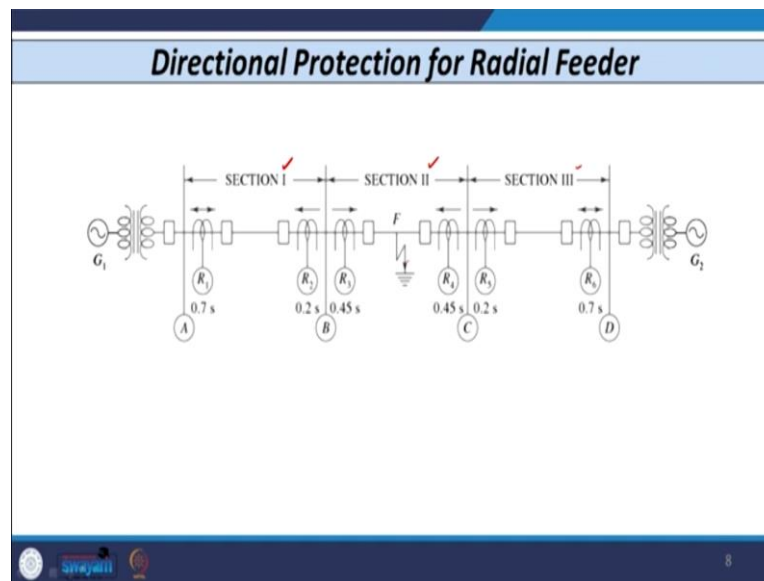 Directional Protection for Radial Feeder
SECTION I SECTION II SECTION III
F
G₁ R₁ R₂ R₃ R₄ R₅ R₆ G₂
0.7 s 0.2 s 0.45 s 0.45 s 0.2 s 0.7 s
A B C D
swayam
8